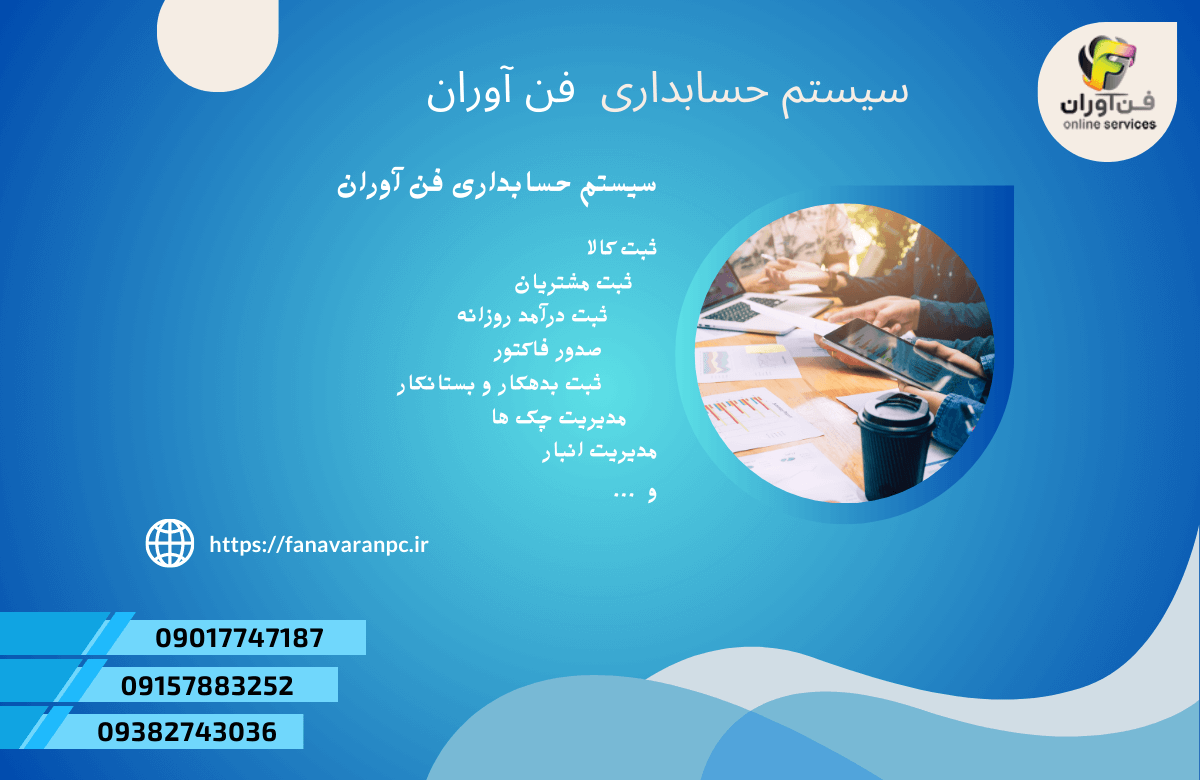 فن‌آوران
online services
سیستم حسابداری فن آوران
سیستم حسابداری فن آوران
ثبت کالا
ثبت مشتریان
ثبت درآمد روزانه
صدور فاکتور
ثبت بدهکار و بستانکار
مدیریت چک ها
مدیریت انبار
و ...
https://fanavaranpc.ir
09017747187
09157883252
09382743036